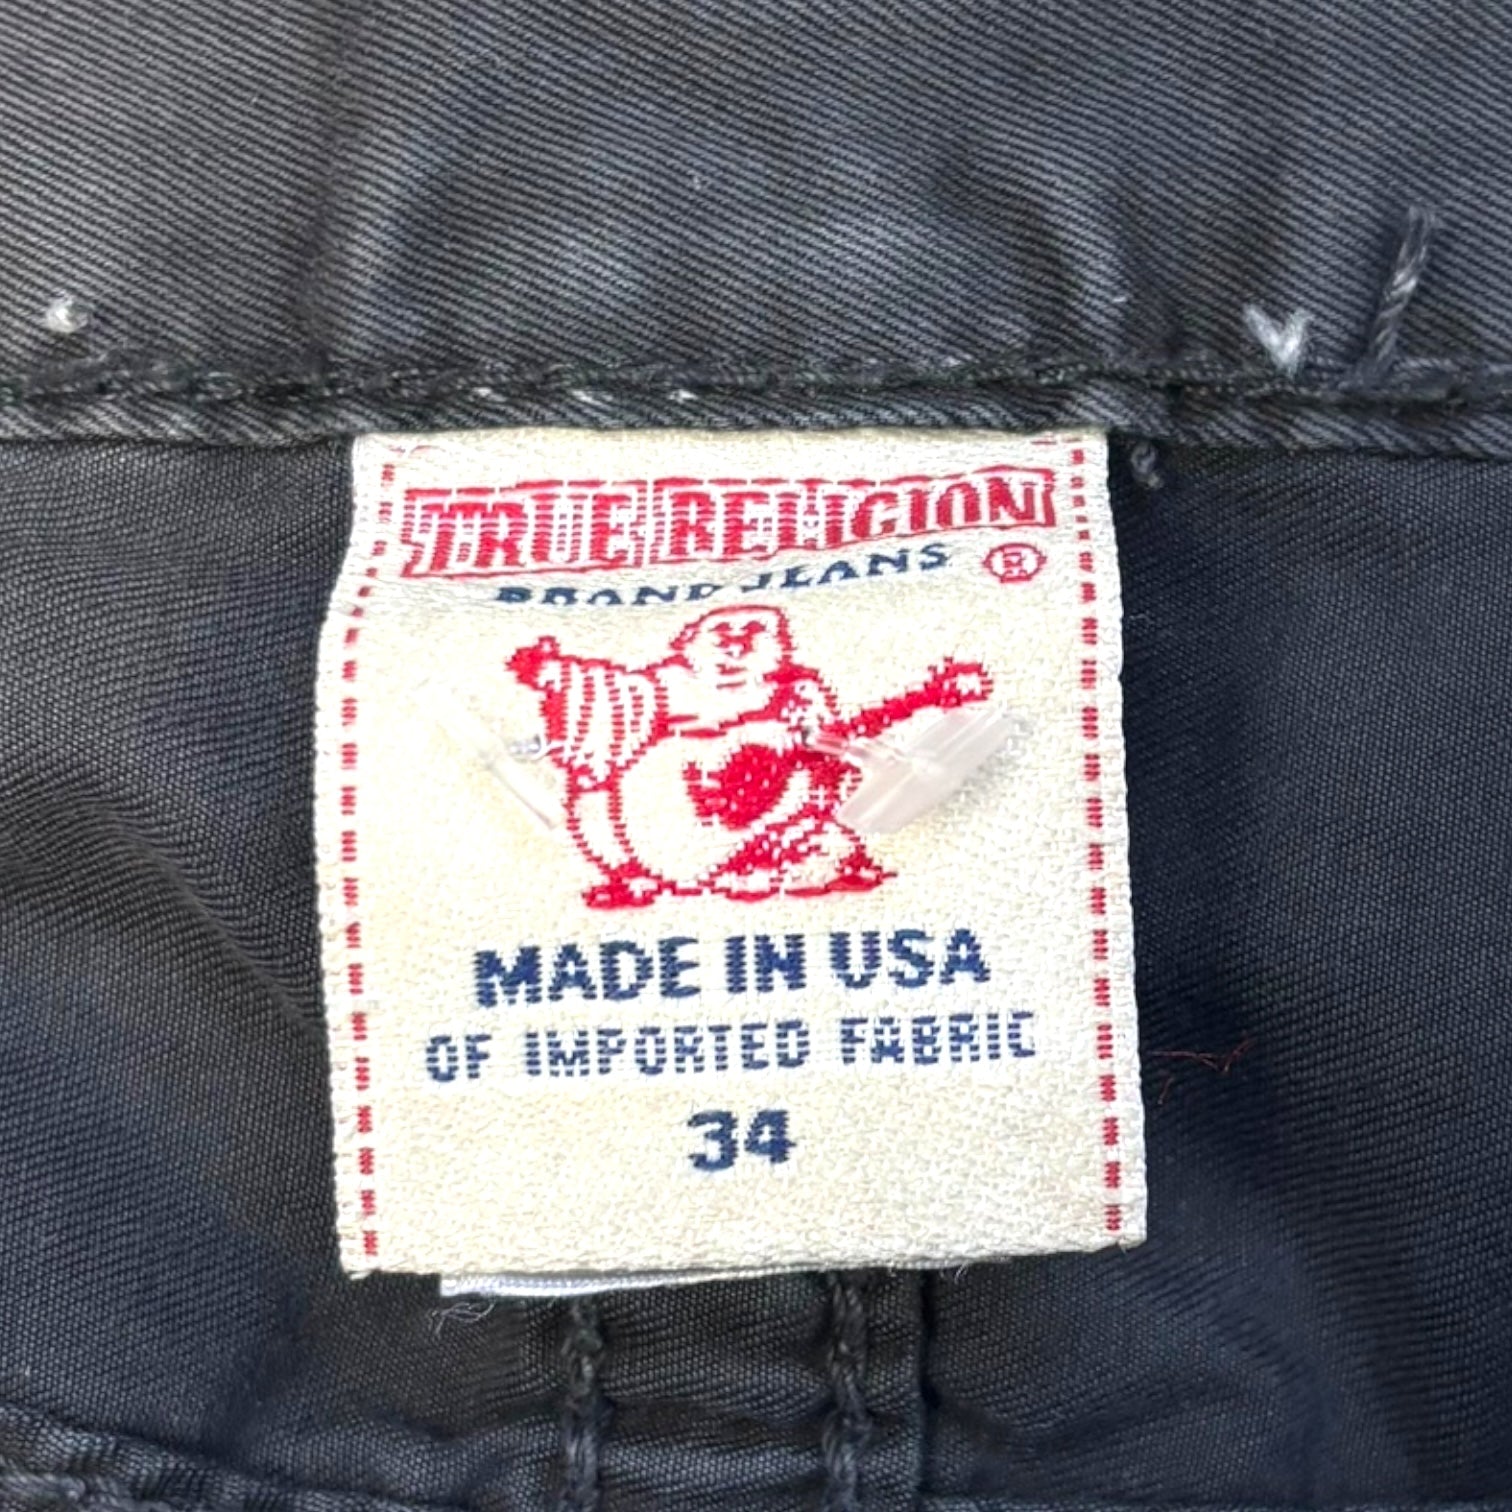 TRUE RELIGION
BRAND JEANS ®
MADE IN USA
OF IMPORTED FABRIC
34